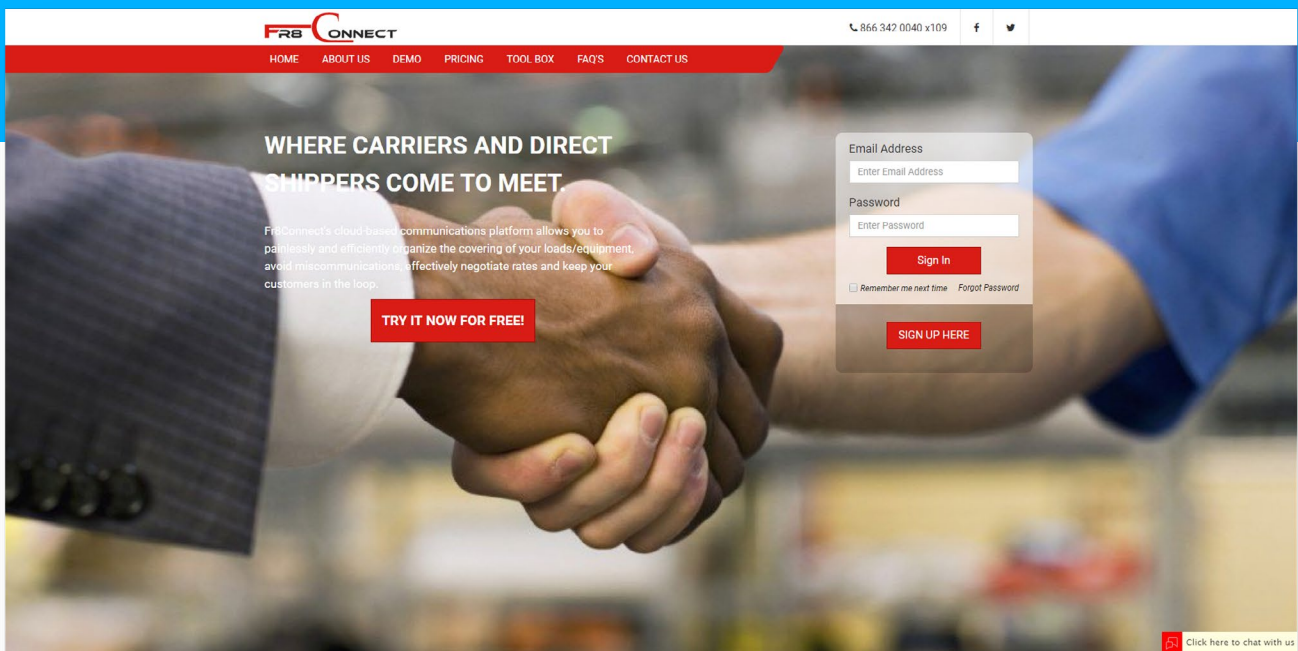 FR8 CONNECT
866 342 0040 x109
HOME ABOUT US DEMO PRICING TOOL BOX FAQ'S CONTACT US
WHERE CARRIERS AND DIRECT
SHIPPERS COME TO MEET.
Fr8Connect's cloud-based communications platform allows you to
painlessly and efficiently organize the covering of your loads/equipment,
avoid miscommunications, effectively negotiate rates and keep your
customers in the loop.
TRY IT NOW FOR FREE!
Email Address
Enter Email Address
Password
Enter Password
Sign In
Remember me next time Forgot Password
SIGN UP HERE
Click here to chat with us